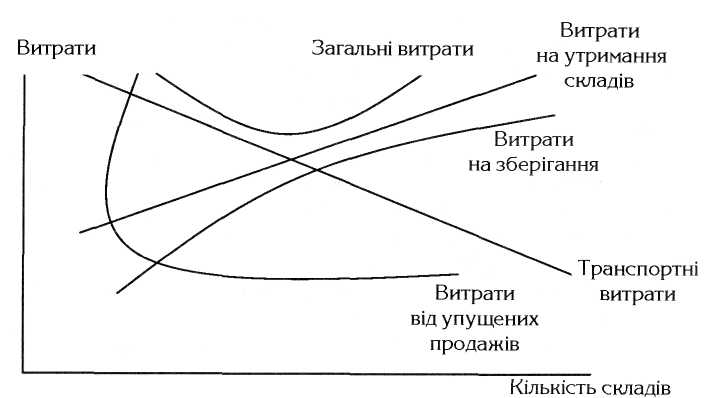 Витрати
Загальні витрати
Витрати
на утримання
складів
Витрати
на зберігання
Транспортні
витрати
Витрати
від упущених
продажів
Кількість складів